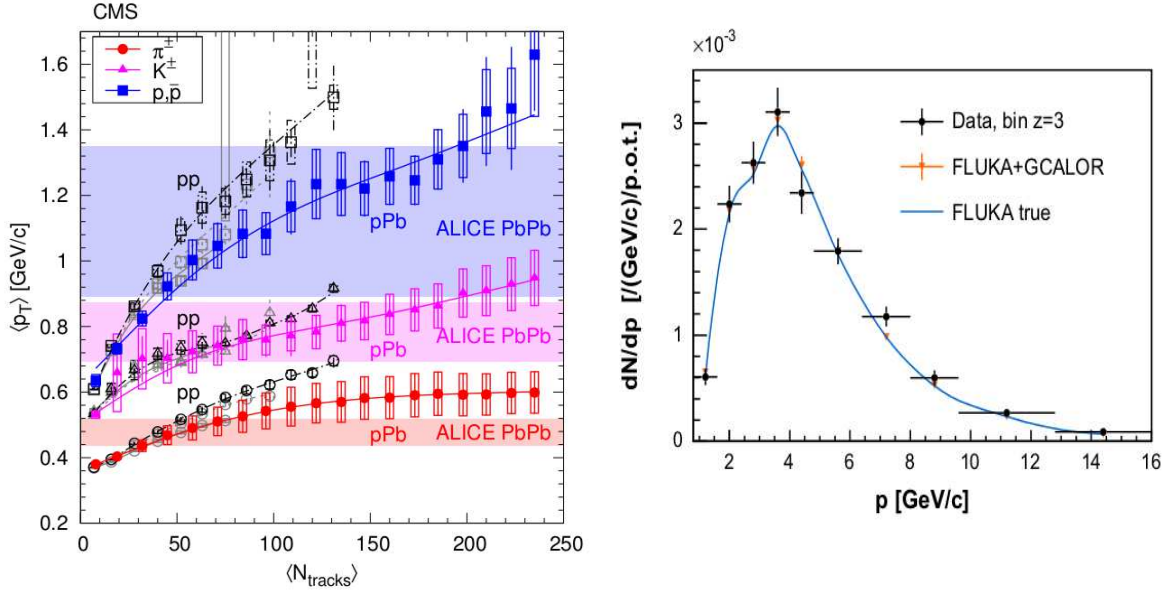 CMS
π±
K±
p,p̄
1.6
1.4
1.2
1
0.8
0.6
0.4
0.2
⟨pT⟩ [GeV/c]
pp
pPb
ALICE PbPb
pp
pPb
ALICE PbPb
pp
pPb
ALICE PbPb
0 50 100 150 200 250
⟨Ntracks⟩
×10⁻³
3
2
1
0
dN/dp [/(GeV/c)/p.o.t.]
Data, bin z=3
FLUKA+GCALOR
FLUKA true
2 4 6 8 10 12 14 16
p [GeV/c]